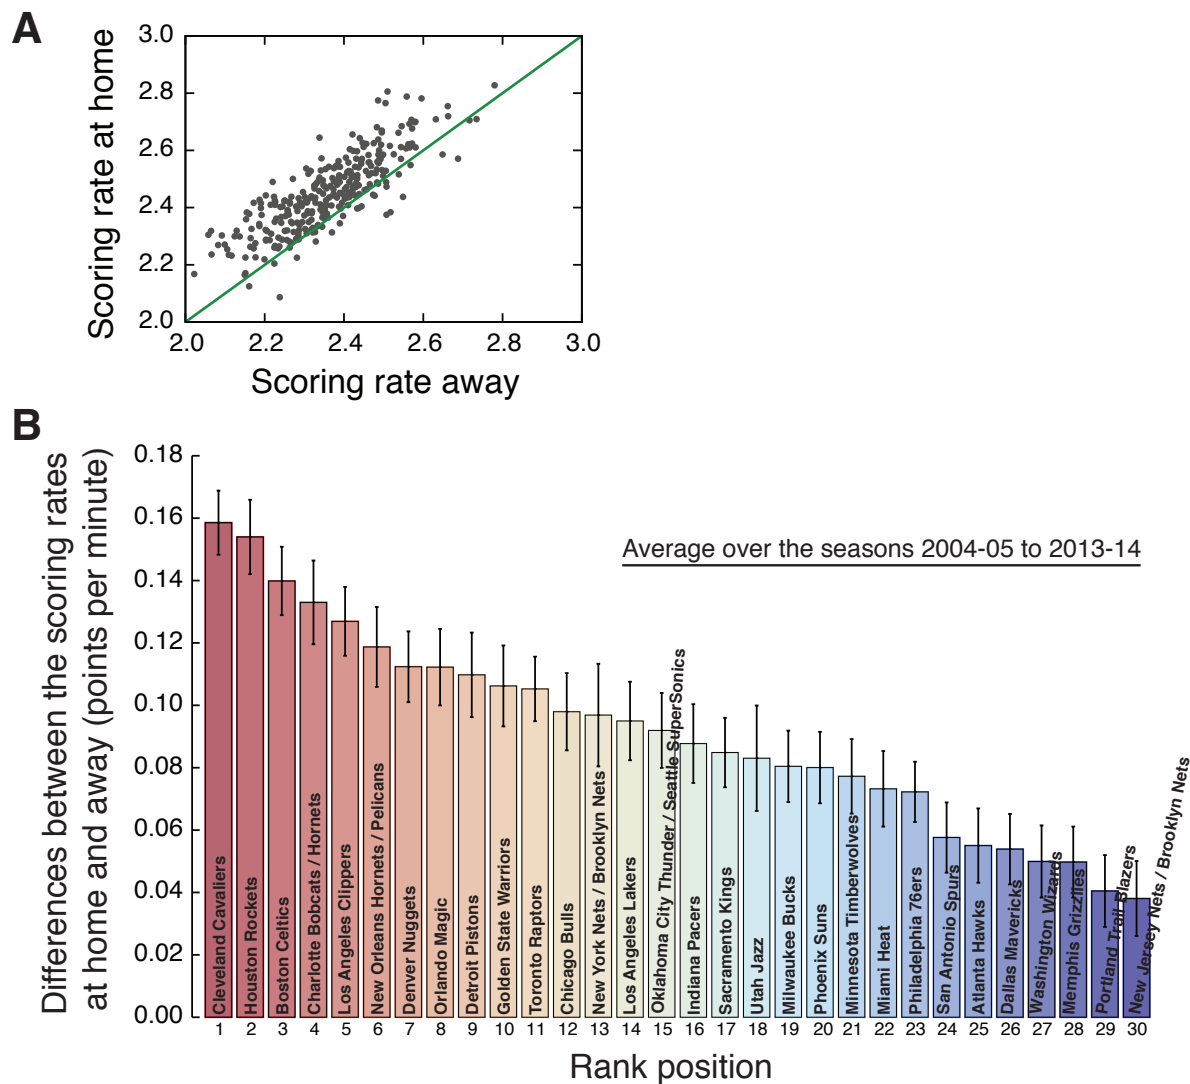 A
3.0
2.8
2.6
2.4
2.2
2.0
Scoring rate at home
2.0 2.2 2.4 2.6 2.8 3.0
Scoring rate away
B
Differences between the scoring rates
at home and away (points per minute)
0.18
0.16
0.14
0.12
0.10
0.08
0.06
0.04
0.02
0.00
Average over the seasons 2004-05 to 2013-14
Cleveland Cavaliers
Houston Rockets
Boston Celtics
Charlotte Bobcats / Hornets
Los Angeles Clippers
New Orleans Hornets / Pelicans
Denver Nuggets
Orlando Magic
Detroit Pistons
Golden State Warriors
Toronto Raptors
Chicago Bulls
New York Nets / Brooklyn Nets
Los Angeles Lakers
Oklahoma City Thunder / Seattle SuperSonics
Indiana Pacers
Sacramento Kings
Utah Jazz
Milwaukee Bucks
Phoenix Suns
Minnesota Timberwolves
Miami Heat
Philadelphia 76ers
San Antonio Spurs
Atlanta Hawks
Dallas Mavericks
Washington Wizards
Memphis Grizzlies
Portland Trail Blazers
New Jersey Nets / Brooklyn Nets
1 2 3 4 5 6 7 8 9 10 11 12 13 14 15 16 17 18 19 20 21 22 23 24 25 26 27 28 29 30
Rank position